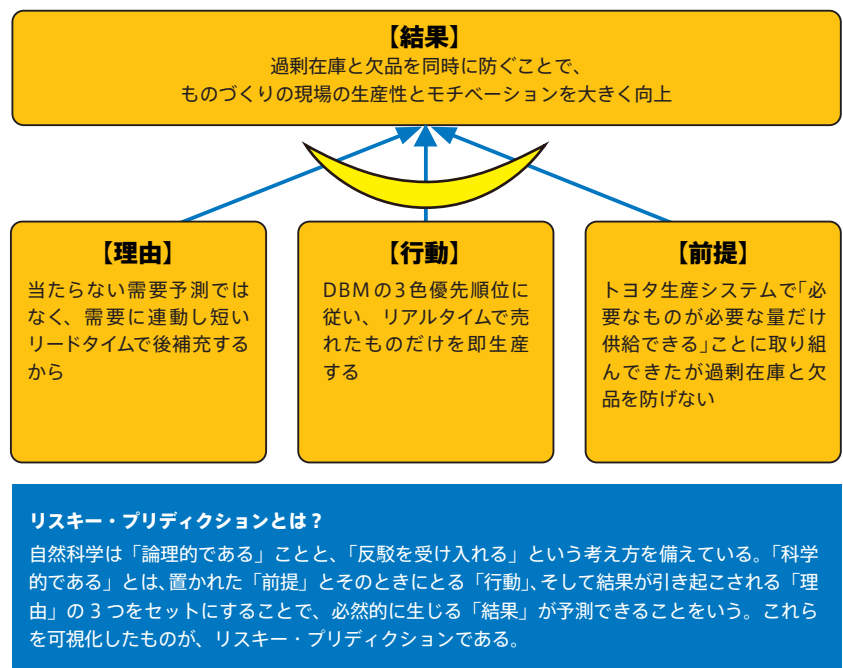 【結果】
過剰在庫と欠品を同時に防ぐことで、
ものづくりの現場の生産性とモチベーションを大きく向上
【理由】
当たらない需要予測では
なく、需要に連動し短い
リードタイムで後補充する
から
【行動】
DBMの3色優先順位に
従い、リアルタイムで売
れたものだけを即生産
する
【前提】
トヨタ生産システムで「必
要なものが必要な量だけ
供給できる」ことに取り組
んできたが過剰在庫と欠
品を防げない
リスキー・プリディクションとは?
自然科学は「論理的である」ことと、「反駁を受け入れる」という考え方を備えている。「科学
的である」とは、置かれた「前提」とそのときにとる「行動」、そして結果が引き起こされる「理
由」の 3 つをセットにすることで、必然的に生じる「結果」が予測できることをいう。これら
を可視化したものが、リスキー・プリディクションである。